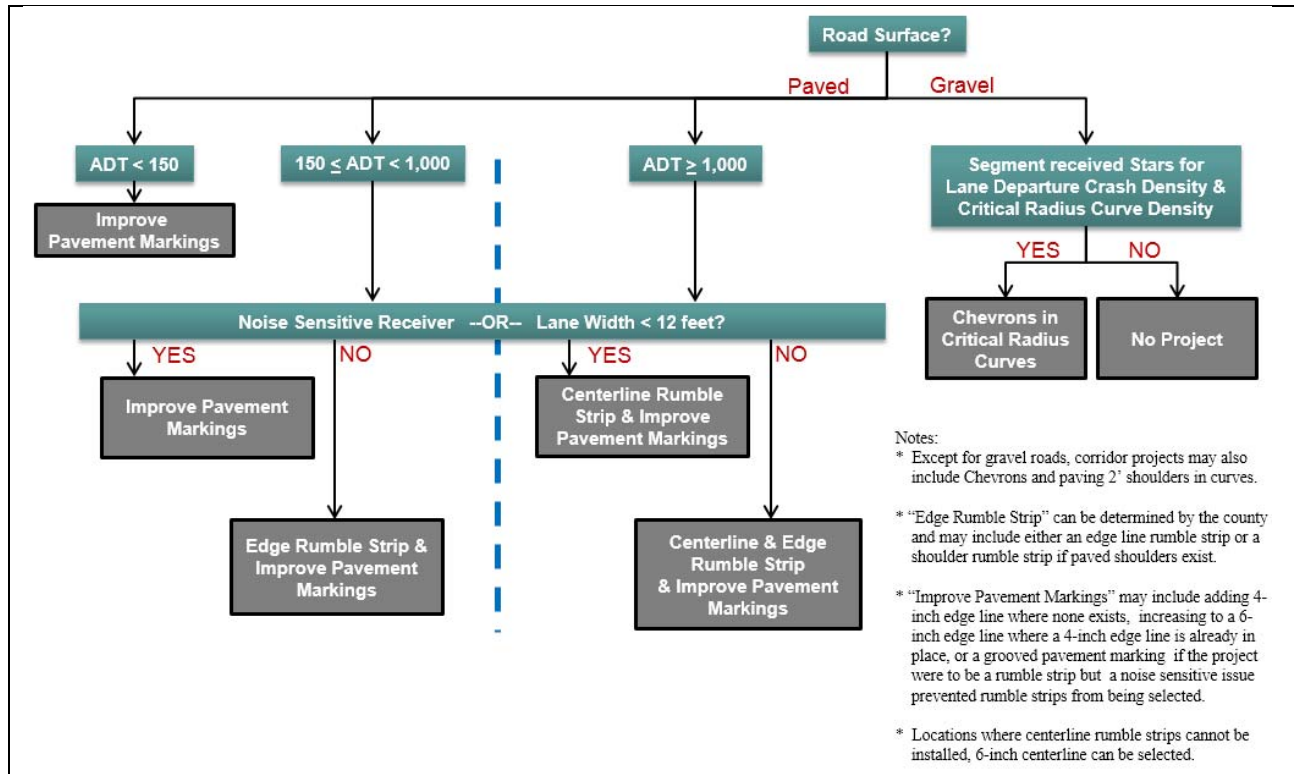 Road Surface?
Paved
Gravel
ADT < 150
150 ≤ ADT < 1,000
ADT ≥ 1,000
Segment received Stars for
Lane Departure Crash Density &
Critical Radius Curve Density
Improve
Pavement Markings
YES
NO
Chevrons in
Critical Radius
Curves
No Project
Noise Sensitive Receiver --OR-- Lane Width < 12 feet?
YES
NO
YES
NO
Improve Pavement
Markings
Centerline Rumble
Strip & Improve
Pavement Markings
Edge Rumble Strip &
Improve Pavement
Markings
Centerline & Edge
Rumble Strip
& Improve Pavement
Markings
Notes:
* Except for gravel roads, corridor projects may also
include Chevrons and paving 2' shoulders in curves.
* "Edge Rumble Strip" can be determined by the county
and may include either an edge line rumble strip or a
shoulder rumble strip if paved shoulders exist.
* "Improve Pavement Markings" may include adding 4-
inch edge line where none exists, increasing to a 6-
inch edge line where a 4-inch edge line is already in
place, or a grooved pavement marking if the project
were to be a rumble strip but a noise sensitive issue
prevented rumble strips from being selected.
* Locations where centerline rumble strips cannot be
installed, 6-inch centerline can be selected.